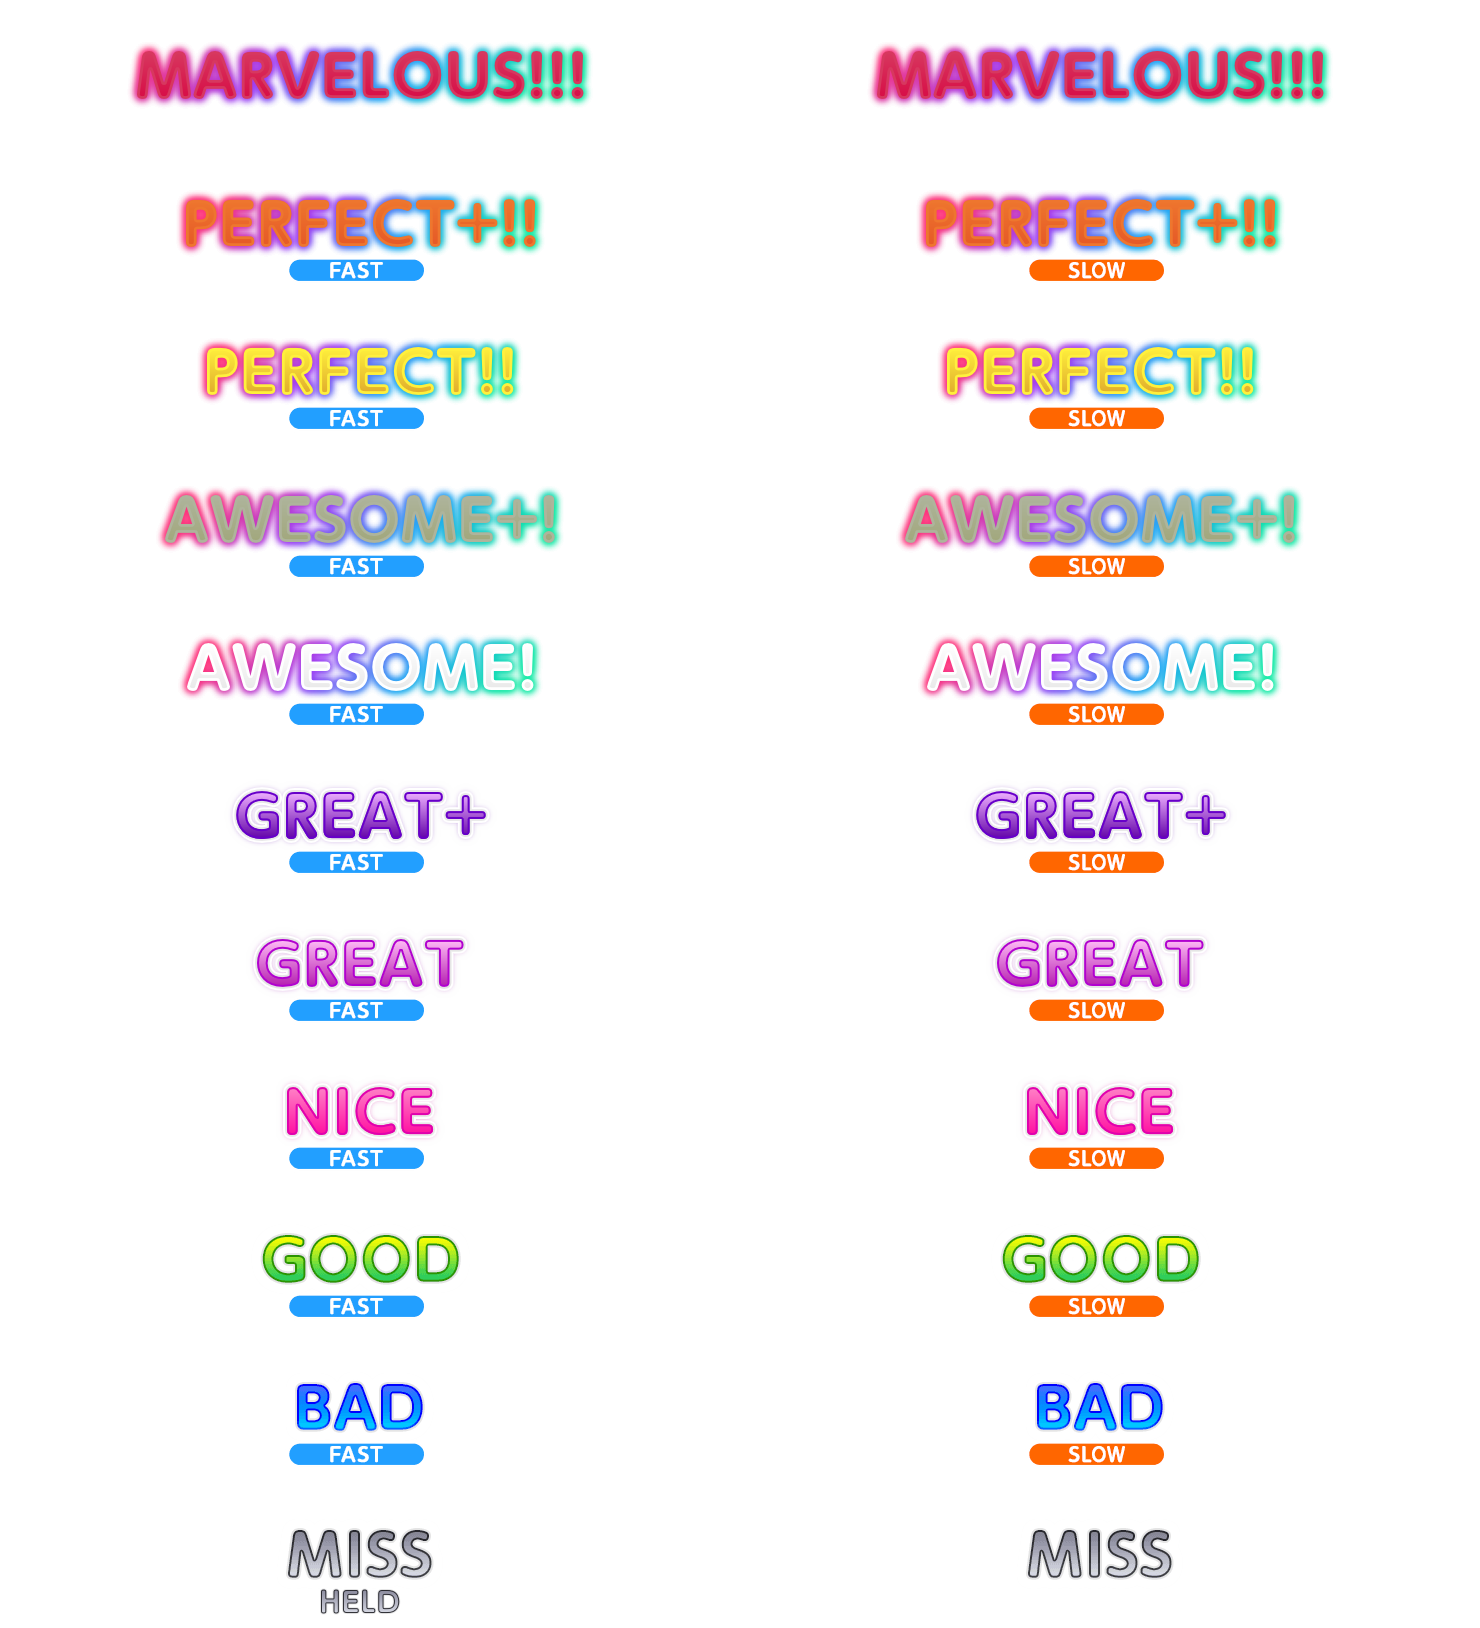 MARVELOUS!!! MARVELOUS!!!
PERFECT+!! PERFECT+!!
FAST SLOW
PERFECT!! PERFECT!!
FAST SLOW
AWESOME+! AWESOME+!
FAST SLOW
AWESOME! AWESOME!
FAST SLOW
GREAT+ GREAT+
FAST SLOW
GREAT GREAT
FAST SLOW
NICE NICE
FAST SLOW
GOOD GOOD
FAST SLOW
BAD BAD
FAST SLOW
MISS MISS
HELD